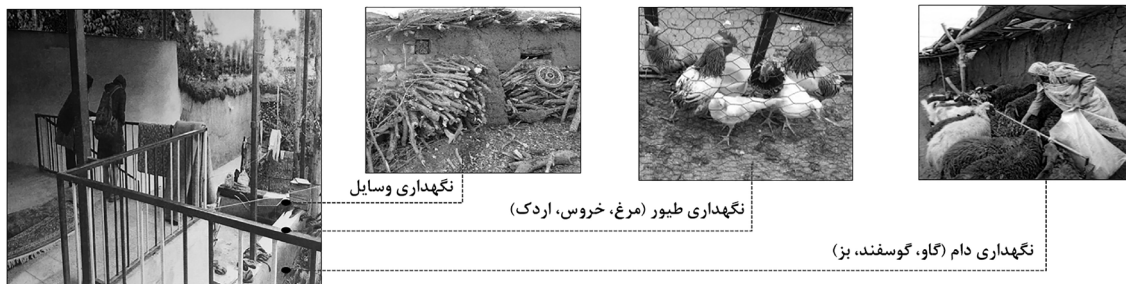 نگهداری وسایل
نگهداری طیور (مرغ، خروس، اردک)
نگهداری دام (گاو، گوسفند، بز)